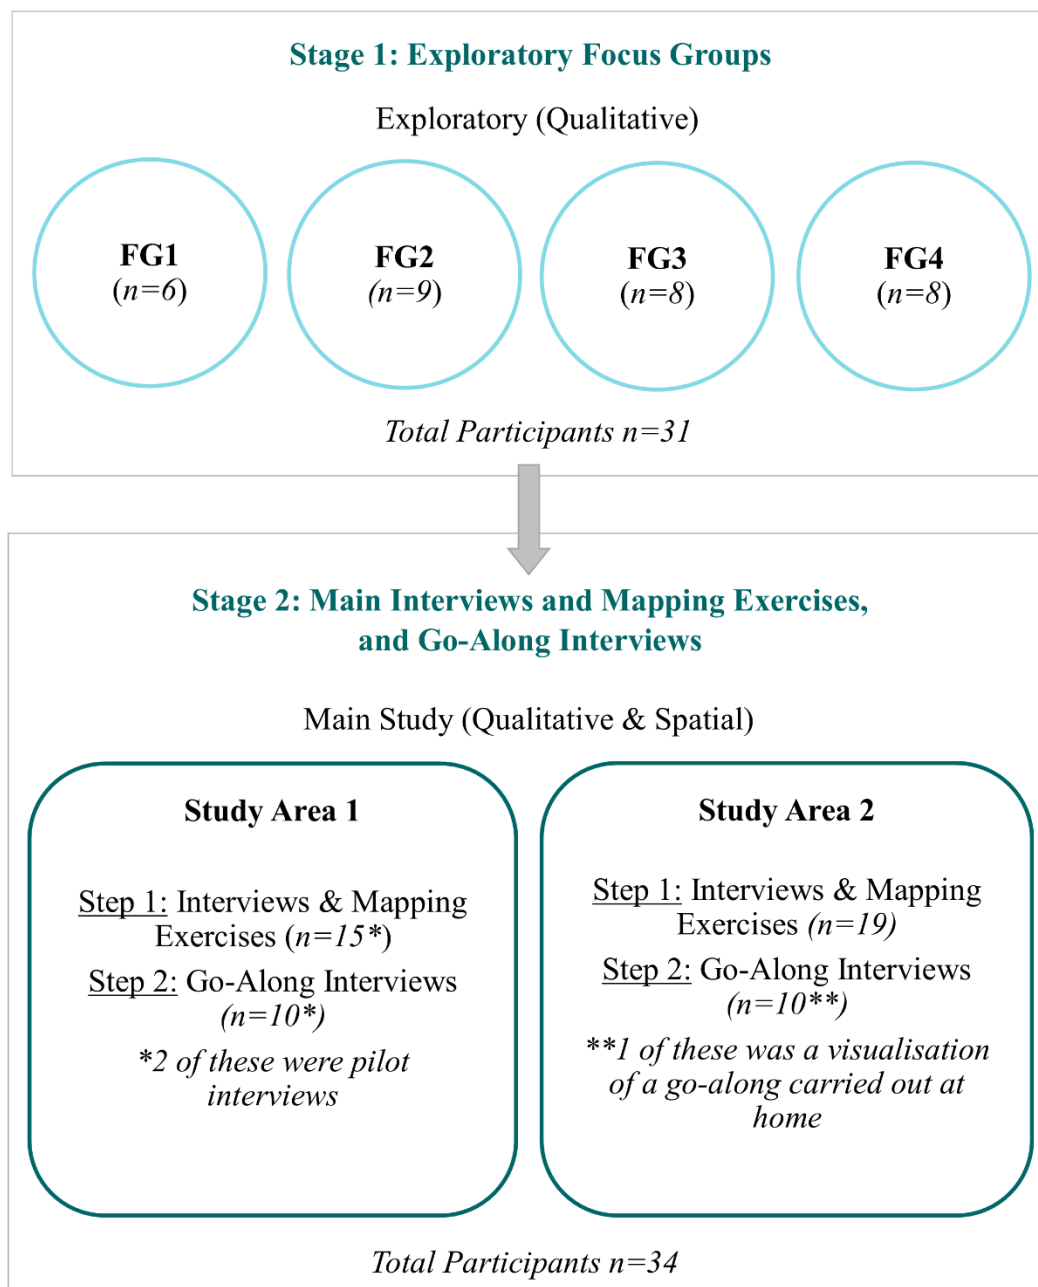 Stage 1: Exploratory Focus Groups
Exploratory (Qualitative)
FG1
(n=6)
FG2
(n=9)
FG3
(n=8)
FG4
(n=8)
Total Participants n=31
Stage 2: Main Interviews and Mapping Exercises,
and Go-Along Interviews
Main Study (Qualitative & Spatial)
Study Area 1
Step 1: Interviews & Mapping
Exercises (n=15*)
Step 2: Go-Along Interviews
(n=10*)
*2 of these were pilot
interviews
Study Area 2
Step 1: Interviews & Mapping
Exercises (n=19)
Step 2: Go-Along Interviews
(n=10**)
**1 of these was a visualisation
of a go-along carried out at
home
Total Participants n=34